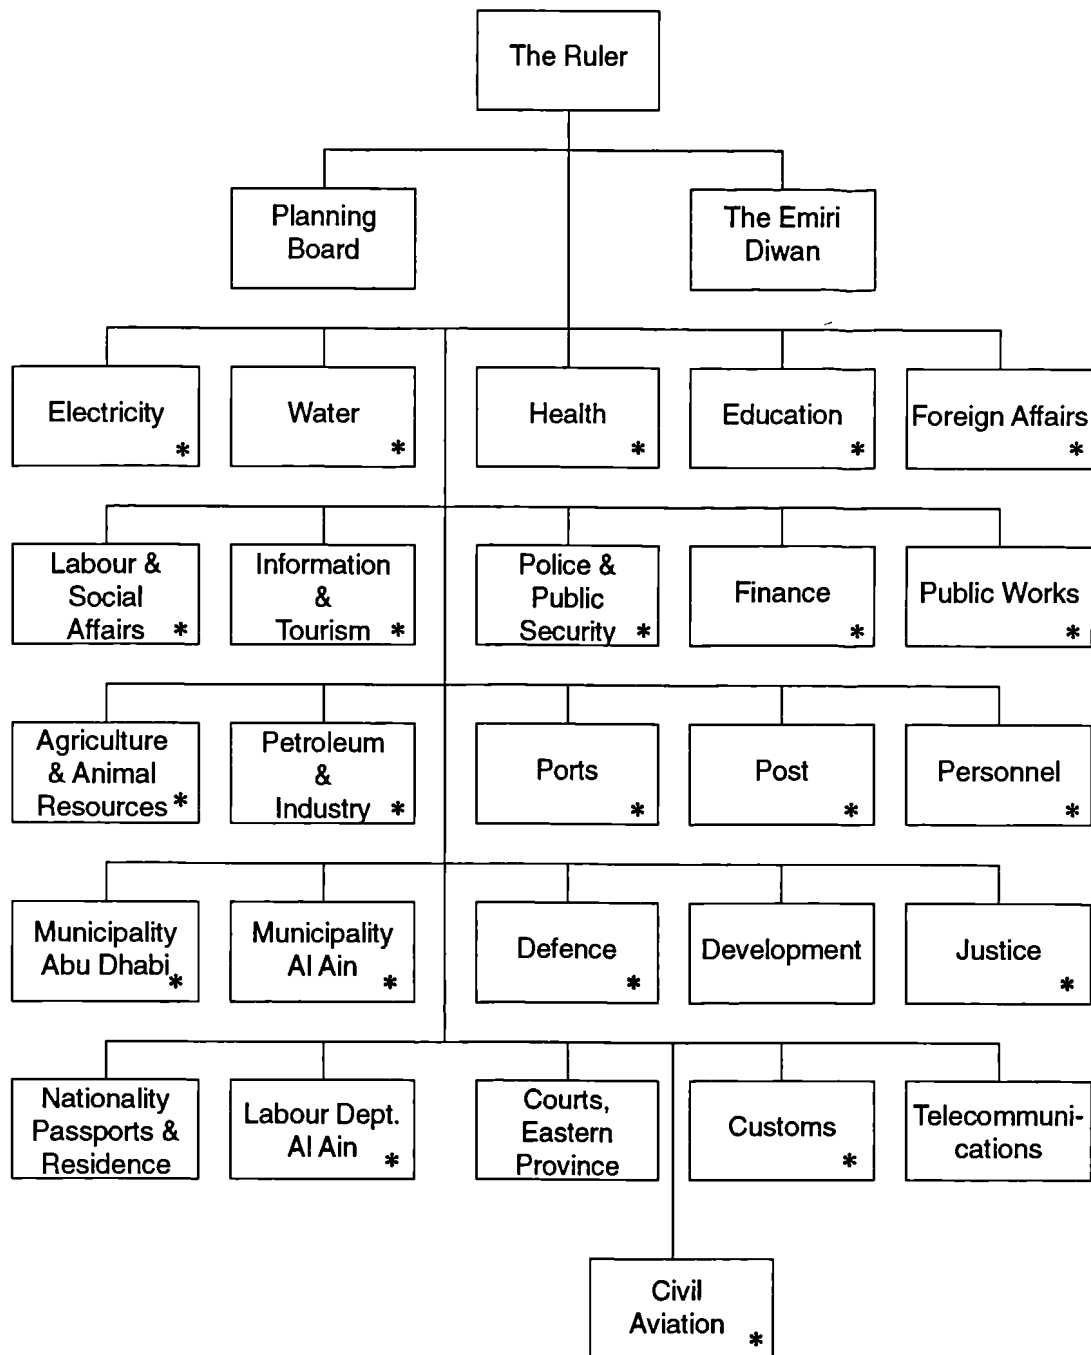 The Ruler
Planning
Board
The Emiri
Diwan
Electricity
*
Water
*
Health
*
Education
*
Foreign Affairs
*
Labour &
Social
Affairs *
Information
&
Tourism *
Police &
Public
Security *
Finance
*
Public Works
*
Agriculture
& Animal
Resources *
Petroleum
&
Industry *
Ports
*
Post
*
Personnel
*
Municipality
Abu Dhabi *
Municipality
Al Ain *
Defence
*
Development
Justice
*
Nationality
Passports &
Residence
Labour Dept.
Al Ain *
Courts,
Eastern
Province
Customs
*
Telecommuni-
cations
Civil
Aviation *